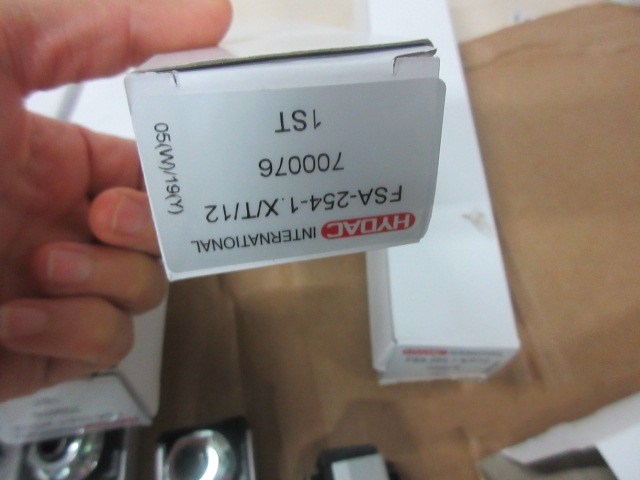 HYDAC INTERNATIONAL
FSA-254-1.X/T/12
700076
1ST
05(W)/19(Y)